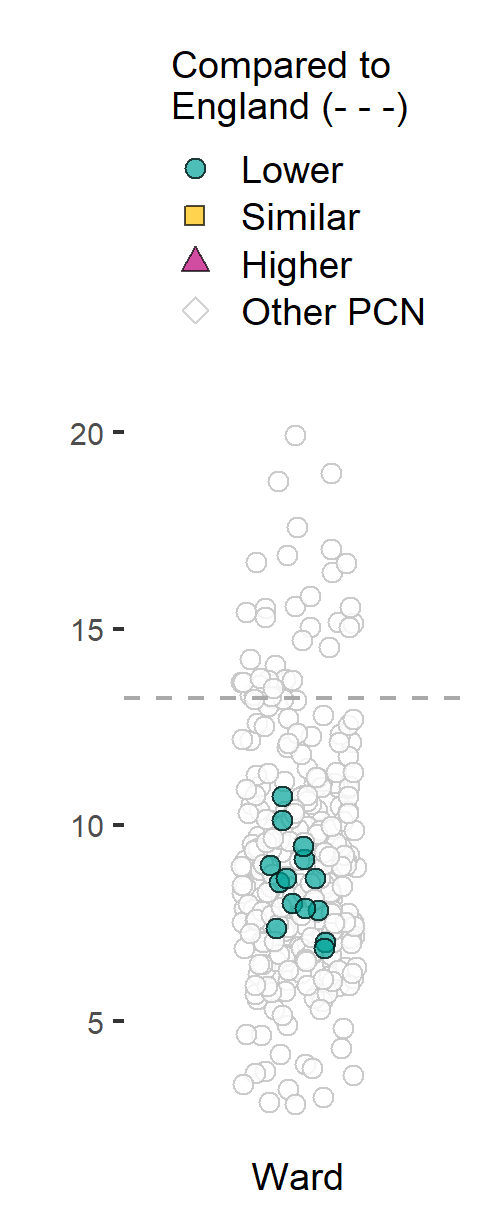 Compared to
England (- - -)
Lower
Similar
Higher
Other PCN
20
15
10
5
Ward